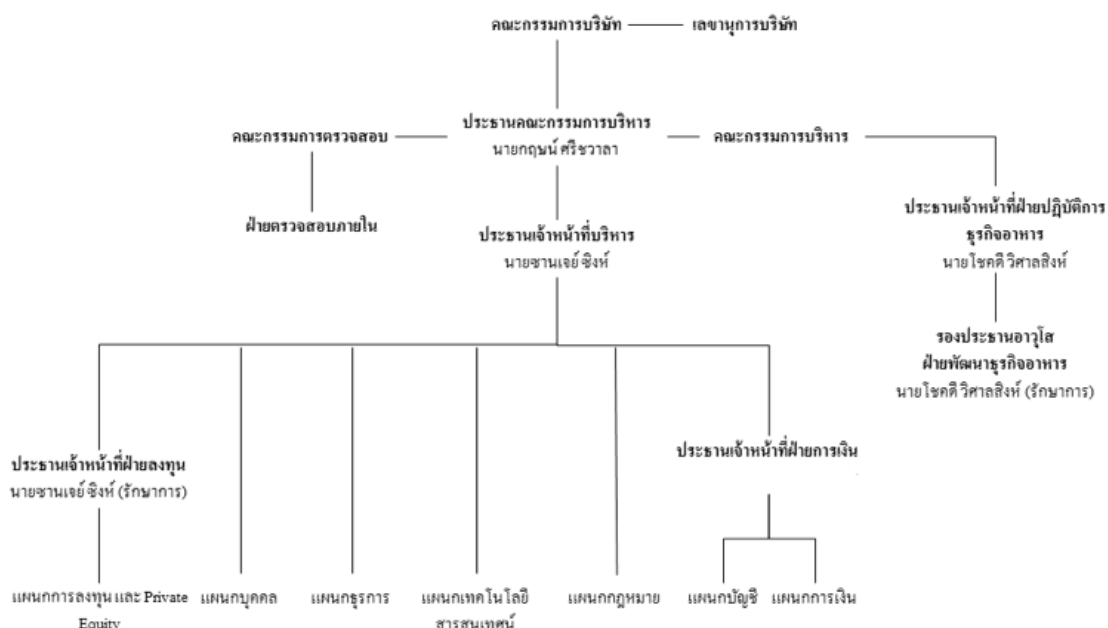 คณะกรรมการบริษัท
เลขานุการบริษัท
คณะกรรมการตรวจสอบ
ประธานคณะกรรมการบริหาร
นายกฤษน์ ศรีชวาลา
คณะกรรมการบริหาร
ฝ่ายตรวจสอบภายใน
ประธานเจ้าหน้าที่บริหาร
นายซานเจย์ ซิงห์
ประธานเจ้าหน้าที่ฝ่ายปฏิบัติการ
ธุรกิจอาหาร
นายโชคดี วิศาลสิงห์
รองประธานอาวุโส
ฝ่ายพัฒนาธุรกิจอาหาร
นายโชคดี วิศาลสิงห์ (รักษาการ)
ประธานเจ้าหน้าที่ฝ่ายลงทุน
นายซานเจย์ ซิงห์ (รักษาการ)
ประธานเจ้าหน้าที่ฝ่ายการเงิน
แผนกการลงทุน และ Private
Equity
แผนกบุคคล
แผนกธุรการ
แผนกเทคโนโลยี
สารสนเทศน์
แผนกกฎหมาย
แผนกบัญชี
แผนกการเงิน